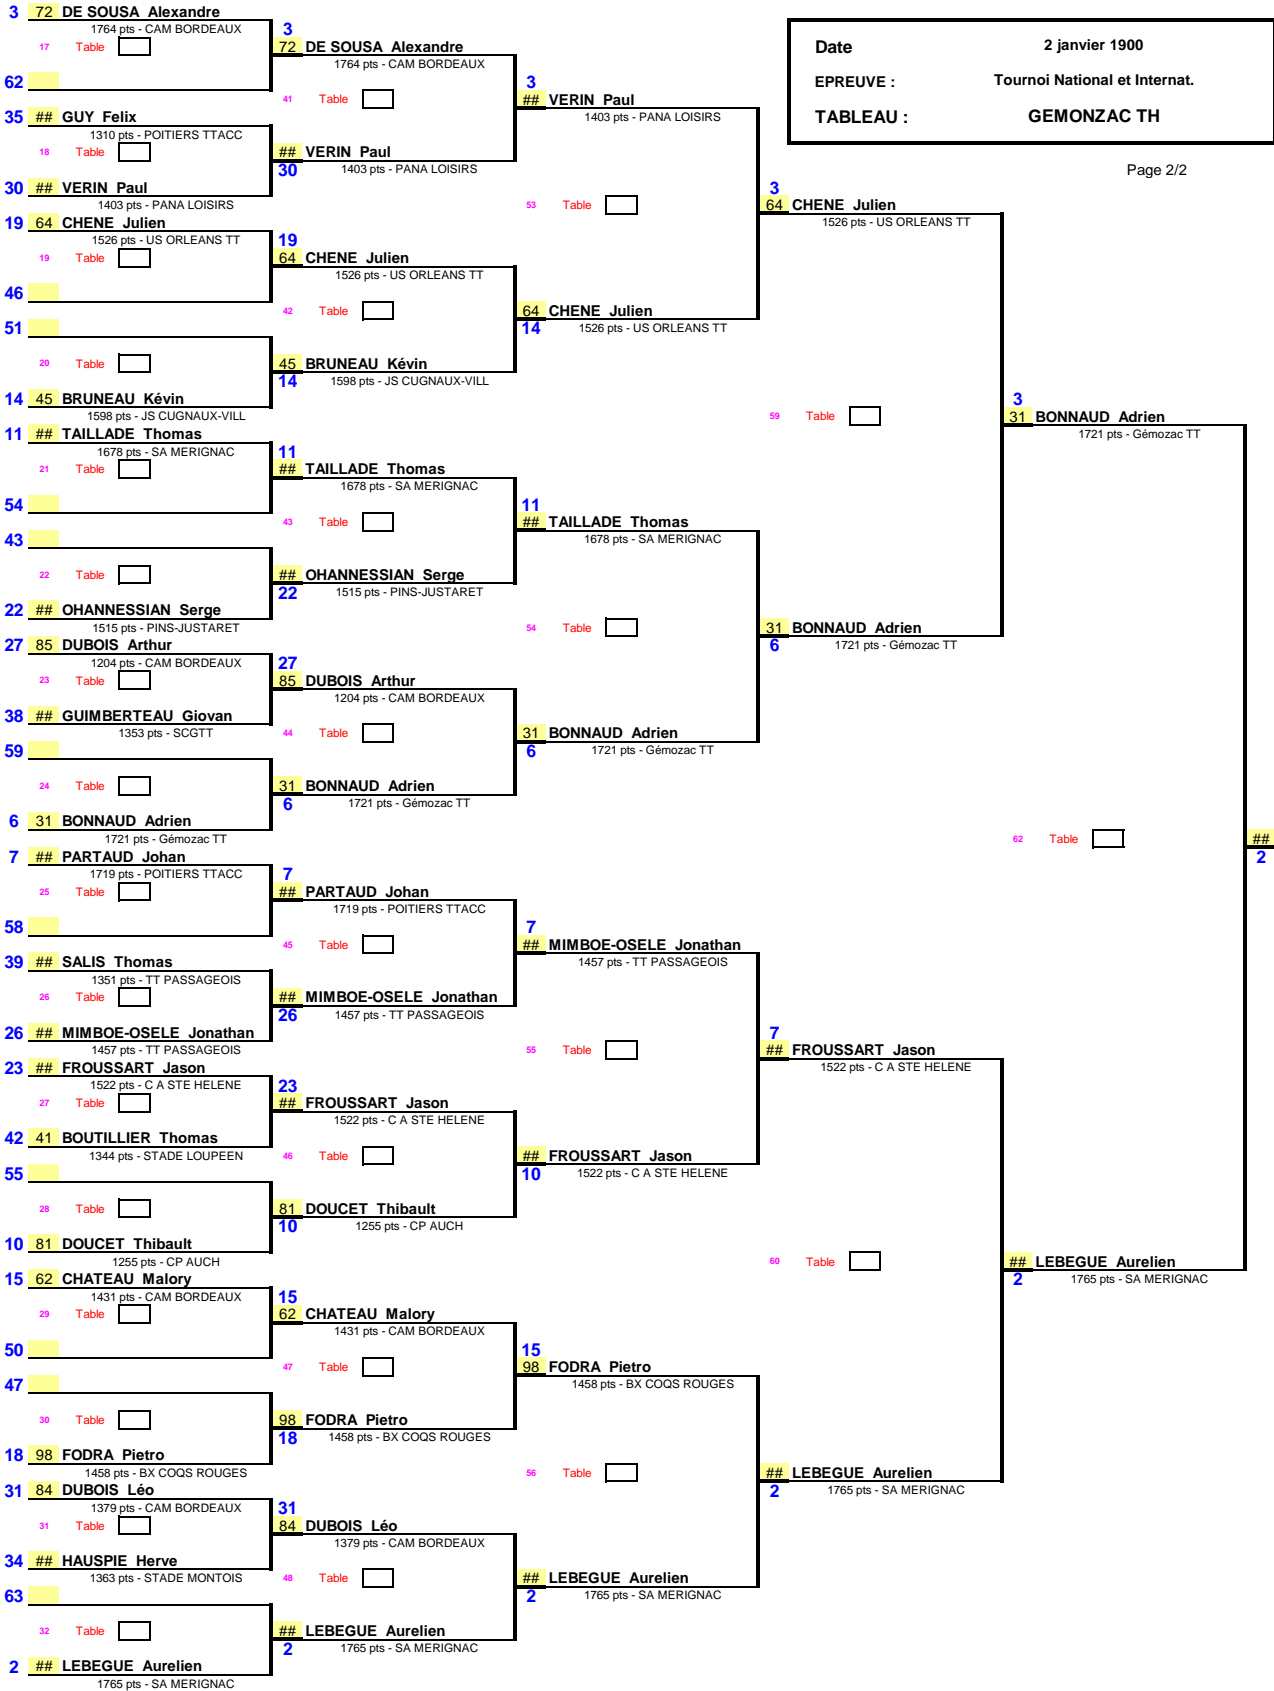 Date 2 janvier 1900
EPREUVE : Tournoi National et Internat.
TABLEAU : GEMONZAC TH
Page 2/2
3 72 DE SOUSA Alexandre
1764 pts - CAM BORDEAUX
17 Table
62
35 ## GUY Felix
1310 pts - POITIERS TTACC
18 Table
30 ## VERIN Paul
1403 pts - PANA LOISIRS
19 64 CHENE Julien
1526 pts - US ORLEANS TT
19 Table
46
51
20 Table
14 45 BRUNEAU Kévin
1598 pts - JS CUGNAUX-VILL
11 ## TAILLADE Thomas
1678 pts - SA MERIGNAC
21 Table
54
43
22 Table
22 ## OHANNESSIAN Serge
1515 pts - PINS-JUSTARET
27 85 DUBOIS Arthur
1204 pts - CAM BORDEAUX
23 Table
38 ## GUIMBERTEAU Giovan
1353 pts - SCGTT
59
24 Table
6 31 BONNAUD Adrien
1721 pts - Gémozac TT
7 ## PARTAUD Johan
1719 pts - POITIERS TTACC
25 Table
58
39 ## SALIS Thomas
1351 pts - TT PASSAGEOIS
26 Table
26 ## MIMBOE-OSELE Jonathan
1457 pts - TT PASSAGEOIS
23 ## FROUSSART Jason
1522 pts - C A STE HELENE
27 Table
42 41 BOUTILLIER Thomas
1344 pts - STADE LOUPEEN
55
28 Table
10 81 DOUCET Thibault
1255 pts - CP AUCH
15 62 CHATEAU Malory
1431 pts - CAM BORDEAUX
29 Table
50
47
30 Table
18 98 FODRA Pietro
1458 pts - BX COQS ROUGES
31 84 DUBOIS Léo
1379 pts - CAM BORDEAUX
31 Table
34 ## HAUSPIE Herve
1363 pts - STADE MONTOIS
63
32 Table
2 ## LEBEGUE Aurelien
1765 pts - SA MERIGNAC
3
72 DE SOUSA Alexandre
1764 pts - CAM BORDEAUX
41 Table
## VERIN Paul
30 1403 pts - PANA LOISIRS
19
64 CHENE Julien
1526 pts - US ORLEANS TT
42 Table
45 BRUNEAU Kévin
14 1598 pts - JS CUGNAUX-VILL
11
## TAILLADE Thomas
1678 pts - SA MERIGNAC
43 Table
## OHANNESSIAN Serge
22 1515 pts - PINS-JUSTARET
27
85 DUBOIS Arthur
1204 pts - CAM BORDEAUX
44 Table
31 BONNAUD Adrien
6 1721 pts - Gémozac TT
7
## PARTAUD Johan
1719 pts - POITIERS TTACC
45 Table
## MIMBOE-OSELE Jonathan
26 1457 pts - TT PASSAGEOIS
23
## FROUSSART Jason
1522 pts - C A STE HELENE
46 Table
81 DOUCET Thibault
10 1255 pts - CP AUCH
15
62 CHATEAU Malory
1431 pts - CAM BORDEAUX
47 Table
98 FODRA Pietro
18 1458 pts - BX COQS ROUGES
31
84 DUBOIS Léo
1379 pts - CAM BORDEAUX
48 Table
## LEBEGUE Aurelien
2 1765 pts - SA MERIGNAC
3
## VERIN Paul
1403 pts - PANA LOISIRS
53 Table
64 CHENE Julien
14 1526 pts - US ORLEANS TT
11
## TAILLADE Thomas
1678 pts - SA MERIGNAC
54 Table
31 BONNAUD Adrien
6 1721 pts - Gémozac TT
7
## MIMBOE-OSELE Jonathan
1457 pts - TT PASSAGEOIS
55 Table
## FROUSSART Jason
10 1522 pts - C A STE HELENE
15
98 FODRA Pietro
1458 pts - BX COQS ROUGES
56 Table
## LEBEGUE Aurelien
2 1765 pts - SA MERIGNAC
3
64 CHENE Julien
1526 pts - US ORLEANS TT
59 Table
31 BONNAUD Adrien
6 1721 pts - Gémozac TT
7
## FROUSSART Jason
1522 pts - C A STE HELENE
60 Table
## LEBEGUE Aurelien
2 1765 pts - SA MERIGNAC
3
31 BONNAUD Adrien
1721 pts - Gémozac TT
62 Table
## LEBEGUE Aurelien
2 1765 pts - SA MERIGNAC
##
2